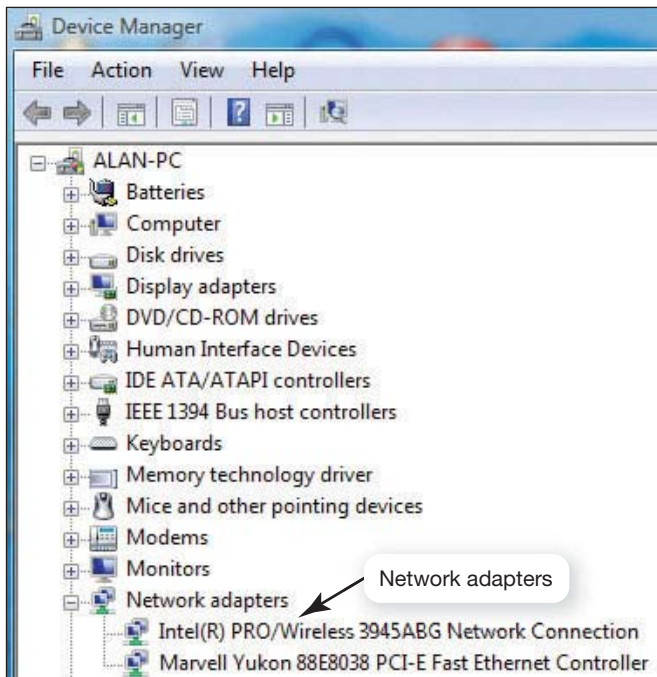 Device Manager
File Action View Help
ALAN-PC
Batteries
Computer
Disk drives
Display adapters
DVD/CD-ROM drives
Human Interface Devices
IDE ATA/ATAPI controllers
IEEE 1394 Bus host controllers
Keyboards
Memory technology driver
Mice and other pointing devices
Modems
Monitors
Network adapters
Network adapters
Intel(R) PRO/Wireless 3945ABG Network Connection
Marvell Yukon 88E8038 PCI-E Fast Ethernet Controller